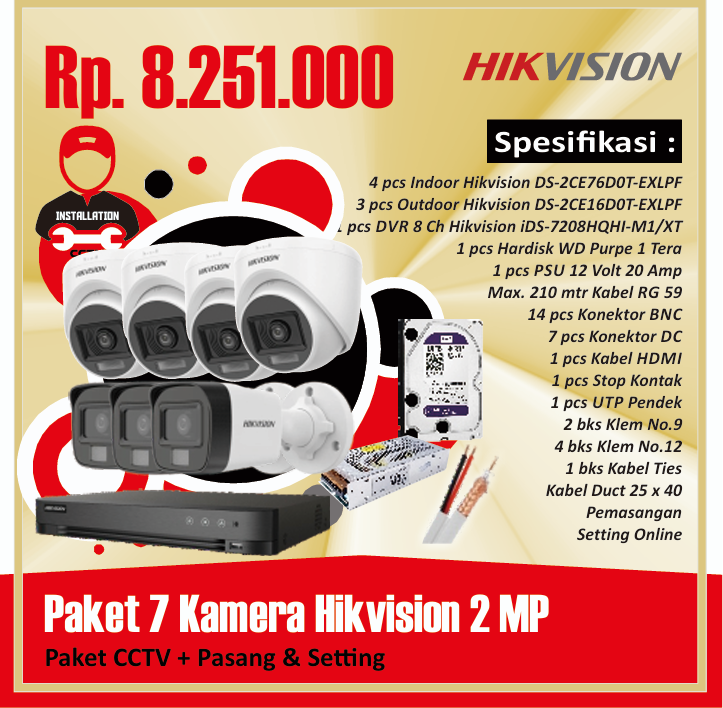 Rp. 8.251.000
HIKVISION
Spesifikasi :
4 pcs Indoor Hikvision DS-2CE76D0T-EXLPF
3 pcs Outdoor Hikvision DS-2CE16D0T-EXLPF
1 pcs DVR 8 Ch Hikvision iDS-7208HQHI-M1/XT
1 pcs Hardisk WD Purpe 1 Tera
1 pcs PSU 12 Volt 20 Amp
Max. 210 mtr Kabel RG 59
14 pcs Konektor BNC
7 pcs Konektor DC
1 pcs Kabel HDMI
1 pcs Stop Kontak
1 pcs UTP Pendek
2 bks Klem No.9
4 bks Klem No.12
1 bks Kabel Ties
Kabel Duct 25 x 40
Pemasangan
Setting Online
INSTALLATION
HIKVISION
HIKVISION
HIKVISION
HIKVISION
HIKVISION
Paket 7 Kamera Hikvision 2 MP
Paket CCTV + Pasang & Setting